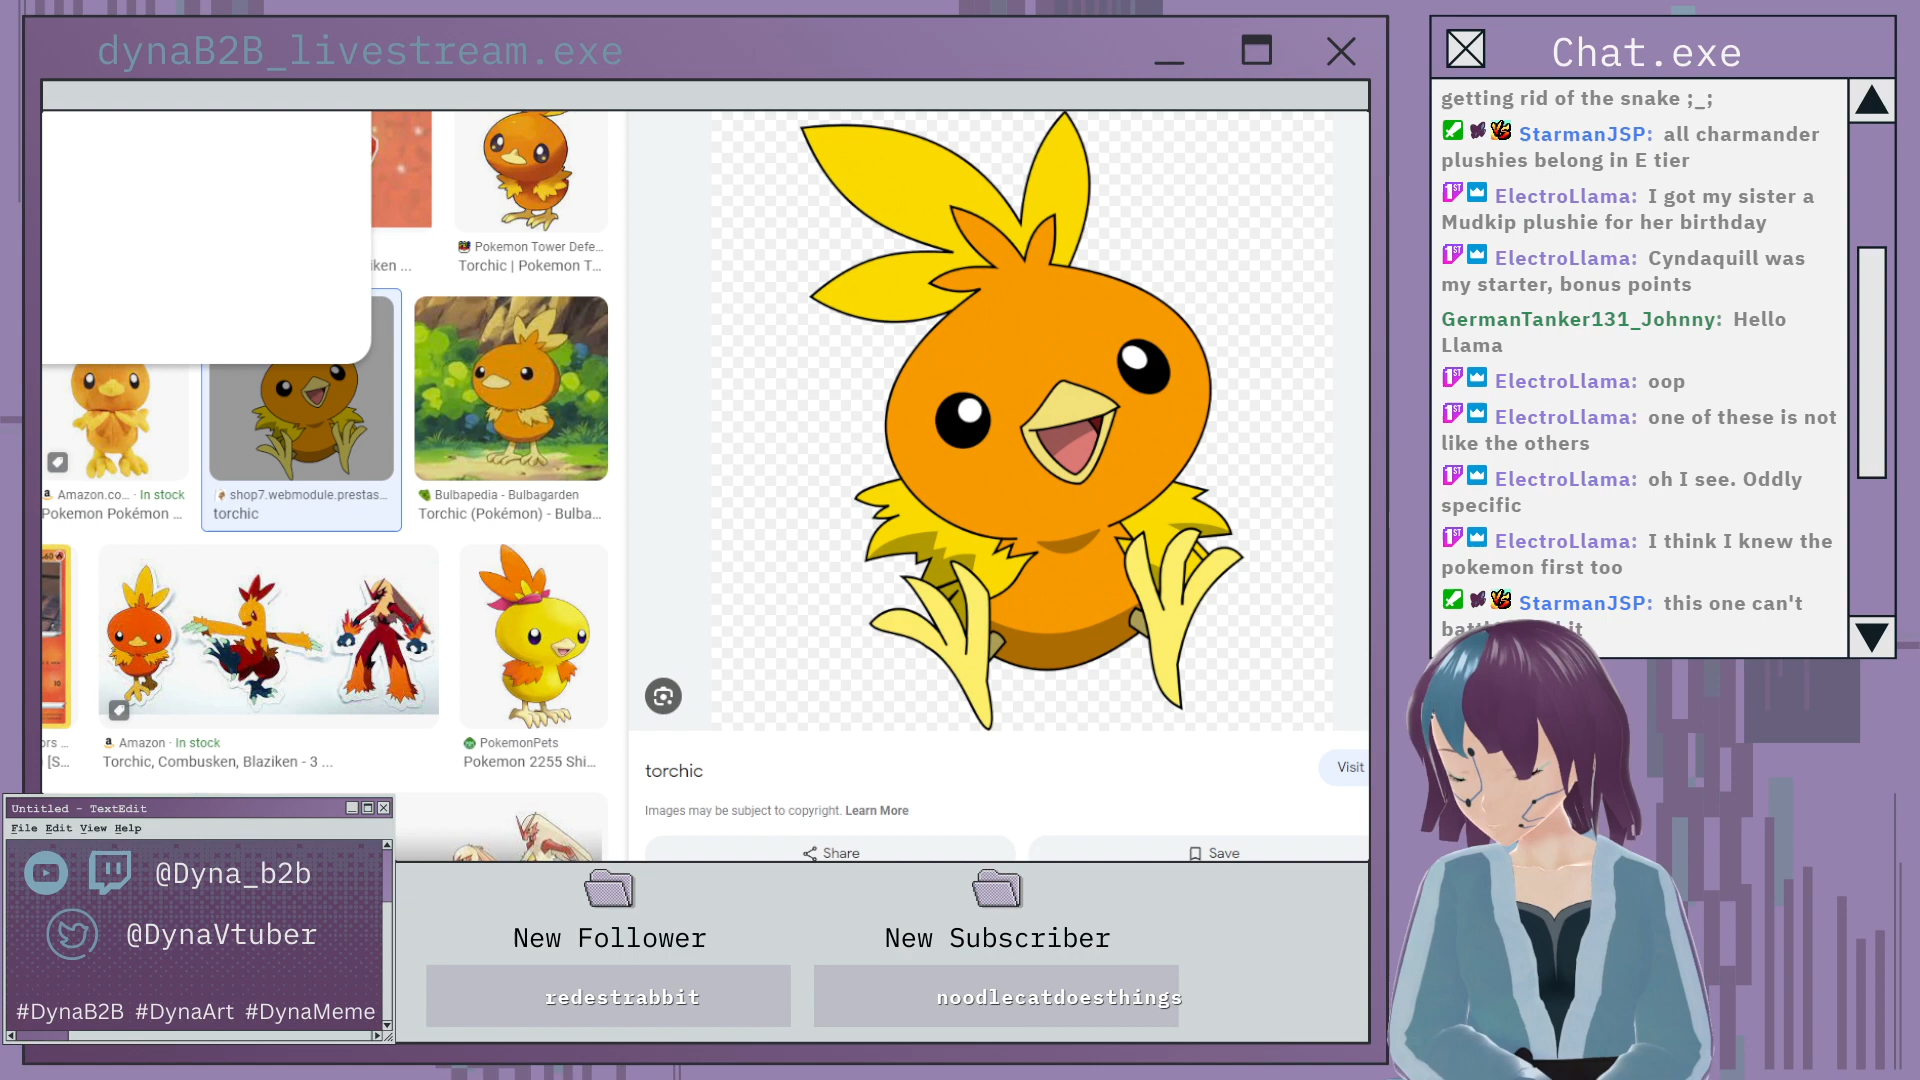 dynaB2B_livestream.exe
Chat.exe
getting rid of the snake ;_;
StarmanJSP: all charmander
plushies belong in E tier
ElectroLlama: I got my sister a
Mudkip plushie for her birthday
ElectroLlama: Cyndaquill was
my starter, bonus points
GermanTanker131_Johnny: Hello
Llama
ElectroLlama: oop
ElectroLlama: one of these is not
like the others
ElectroLlama: oh I see. Oddly
specific
ElectroLlama: I think I knew the
pokemon first too
StarmanJSP: this one can't
Pokemon Tower Defe...
iken ...
Torchic | Pokemon T...
Amazon.co... · In stock
Pokemon Pokémon ...
shop7.webmodule.prestas...
torchic
Bulbapedia - Bulbagarden
Torchic (Pokémon) - Bulba...
ors ...
[S...
Amazon · In stock
Torchic, Combusken, Blaziken - 3 ...
PokemonPets
Pokemon 2255 Shi...
torchic
Visit
Images may be subject to copyright. Learn More
Share
Save
Untitled - TextEdit
File Edit View Help
@Dyna_b2b
@DynaVtuber
#DynaB2B #DynaArt #DynaMeme
New Follower
redestrabbit
New Subscriber
noodlecatdoesthings